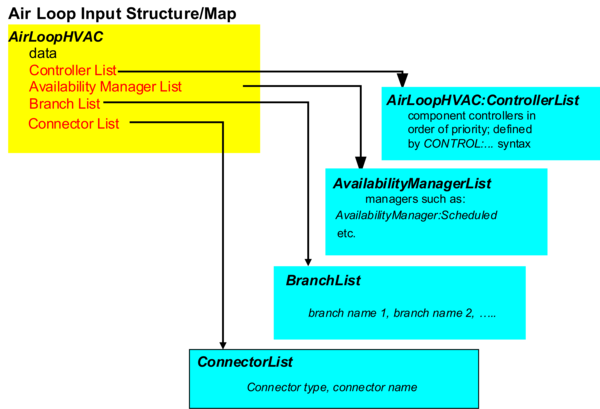 Air Loop Input Structure/Map
AirLoopHVAC
data
Controller List
Availability Manager List
Branch List
Connector List
AirLoopHVAC:ControllerList
component controllers in
order of priority; defined
by CONTROL:... syntax
AvailabilityManagerList
managers such as:
AvailabilityManager:Scheduled
etc.
BranchList
branch name 1, branch name 2, .....
ConnectorList
Connector type, connector name